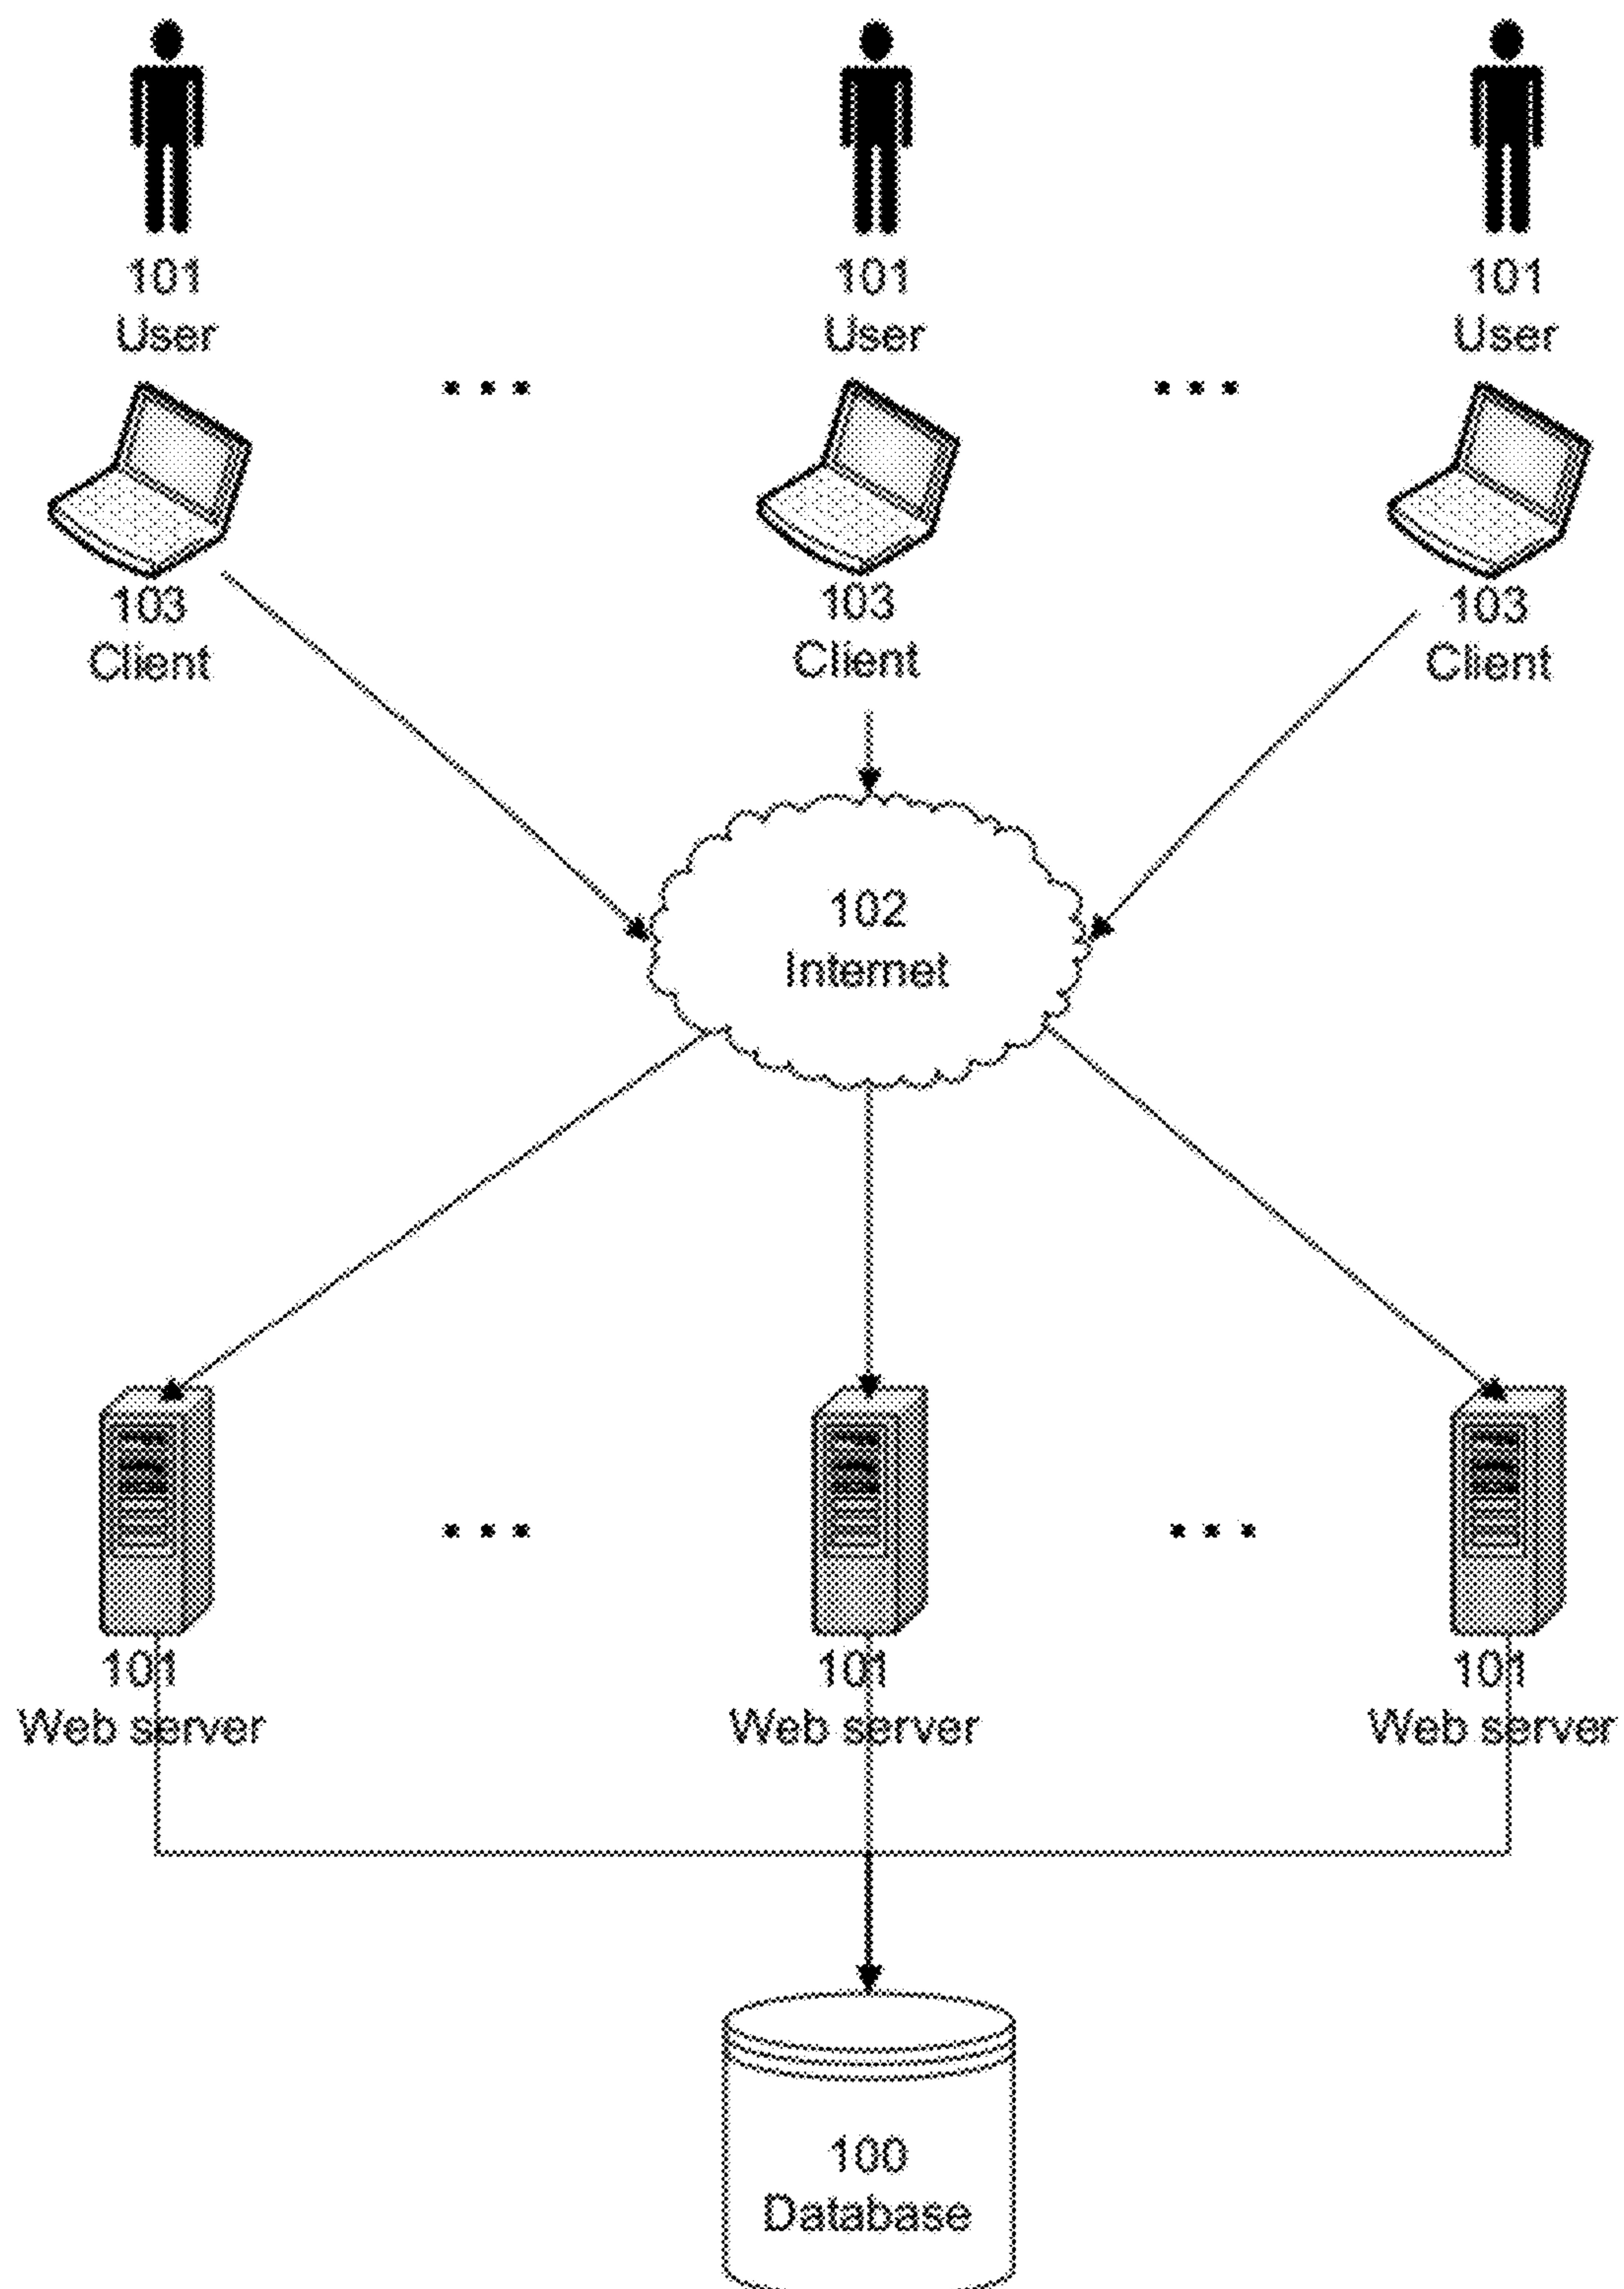 101 101 101
User User User
103 103 103
Client Client Client
102
Internet
101 101 101
Web server Web server Web server
100
Database